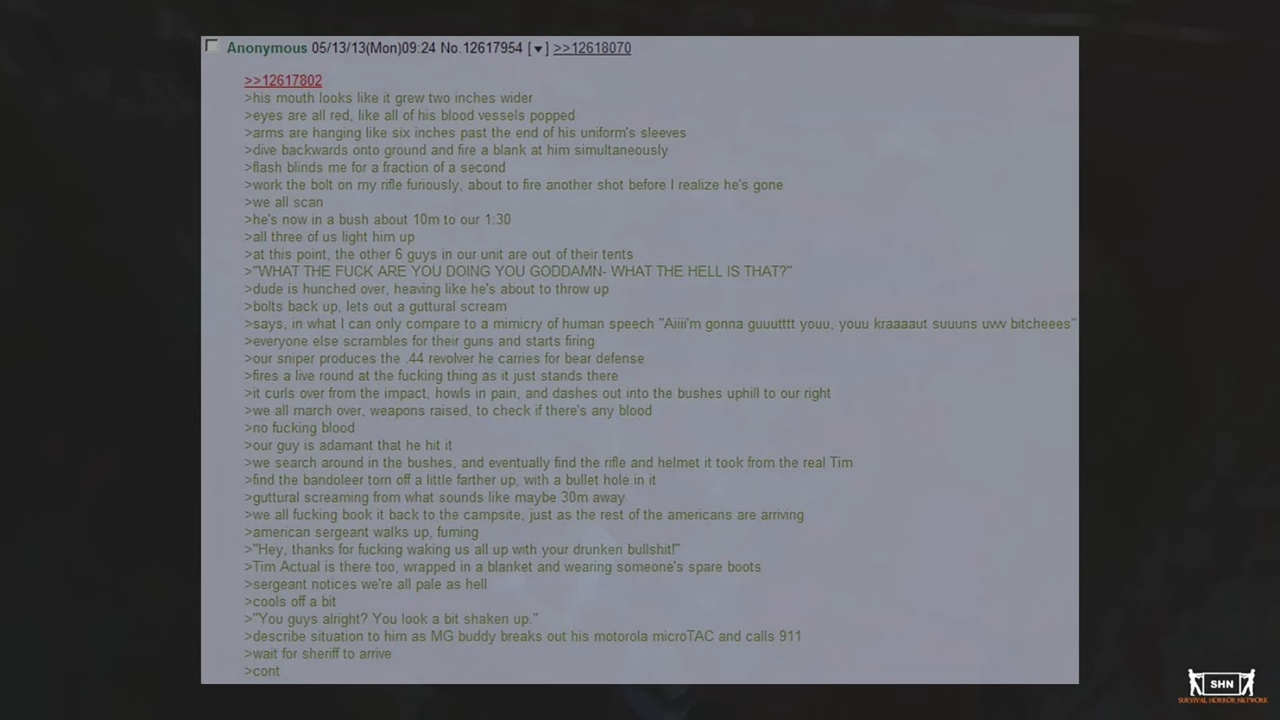 Anonymous 05/13/13(Mon)09:24 No.12617954 [▼] >>12618070
>>12617802
>his mouth looks like it grew two inches wider
>eyes are all red, like all of his blood vessels popped
>arms are hanging like six inches past the end of his uniform's sleeves
>dive backwards onto ground and fire a blank at him simultaneously
>flash blinds me for a fraction of a second
>work the bolt on my rifle furiously, about to fire another shot before I realize he's gone
>we all scan
>he's now in a bush about 10m to our 1:30
>all three of us light him up
>at this point, the other 6 guys in our unit are out of their tents
>"WHAT THE FUCK ARE YOU DOING YOU GODDAMN- WHAT THE HELL IS THAT?"
>dude is hunched over, heaving like he's about to throw up
>bolts back up, lets out a guttural scream
>says, in what I can only compare to a mimicry of human speech "Aiiii'm gonna guuutttt youu, youu kraaaaut suuuns uvv bitcheees"
>everyone else scrambles for their guns and starts firing
>our sniper produces the .44 revolver he carries for bear defense
>fires a live round at the fucking thing as it just stands there
>it curls over from the impact, howls in pain, and dashes out into the bushes uphill to our right
>we all march over, weapons raised, to check if there's any blood
>no fucking blood
>our guy is adamant that he hit it
>we search around in the bushes, and eventually find the rifle and helmet it took from the real Tim
>find the bandoleer torn off a little farther up, with a bullet hole in it
>guttural screaming from what sounds like maybe 30m away
>we all fucking book it back to the campsite, just as the rest of the americans are arriving
>american sergeant walks up, fuming
>"Hey, thanks for fucking waking us all up with your drunken bullshit!"
>Tim Actual is there too, wrapped in a blanket and wearing someone's spare boots
>sergeant notices we're all pale as hell
>cools off a bit
>"You guys alright? You look a bit shaken up."
>describe situation to him as MG buddy breaks out his motorola microTAC and calls 911
>wait for sheriff to arrive
>cont
SHN
SURVIVAL HORROR NETWORK